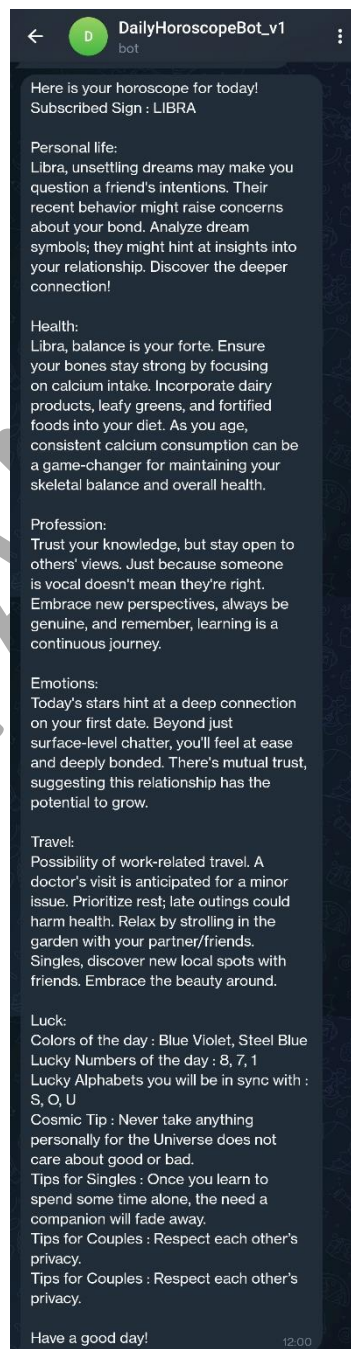 DailyHoroscopeBot_v1
D
bot
Here is your horoscope for today!
Subscribed Sign : LIBRA
Personal life:
Libra, unsettling dreams may make you
question a friend's intentions. Their
recent behavior might raise concerns
about your bond. Analyze dream
symbols; they might hint at insights into
your relationship. Discover the deeper
connection!
Health:
Libra, balance is your forte. Ensure
your bones stay strong by focusing
on calcium intake. Incorporate dairy
products, leafy greens, and fortified
foods into your diet. As you age,
consistent calcium consumption can be
a game-changer for maintaining your
skeletal balance and overall health.
Profession:
Trust your knowledge, but stay open to
others' views. Just because someone
is vocal doesn't mean they're right.
Embrace new perspectives, always be
genuine, and remember, learning is a
continuous journey.
Emotions:
Today's stars hint at a deep connection
on your first date. Beyond just
surface-level chatter, you'll feel at ease
and deeply bonded. There's mutual trust,
suggesting this relationship has the
potential to grow.
Travel:
Possibility of work-related travel. A
doctor's visit is anticipated for a minor
issue. Prioritize rest; late outings could
harm health. Relax by strolling in the
garden with your partner/friends.
Singles, discover new local spots with
friends. Embrace the beauty around.
Luck:
Colors of the day : Blue Violet, Steel Blue
Lucky Numbers of the day : 8, 7, 1
Lucky Alphabets you will be in sync with :
S, O, U
Cosmic Tip : Never take anything
personally for the Universe does not
care about good or bad.
Tips for Singles : Once you learn to
spend some time alone, the need a
companion will fade away.
Tips for Couples : Respect each other's
privacy.
Tips for Couples : Respect each other's
privacy.
Have a good day!
12:00